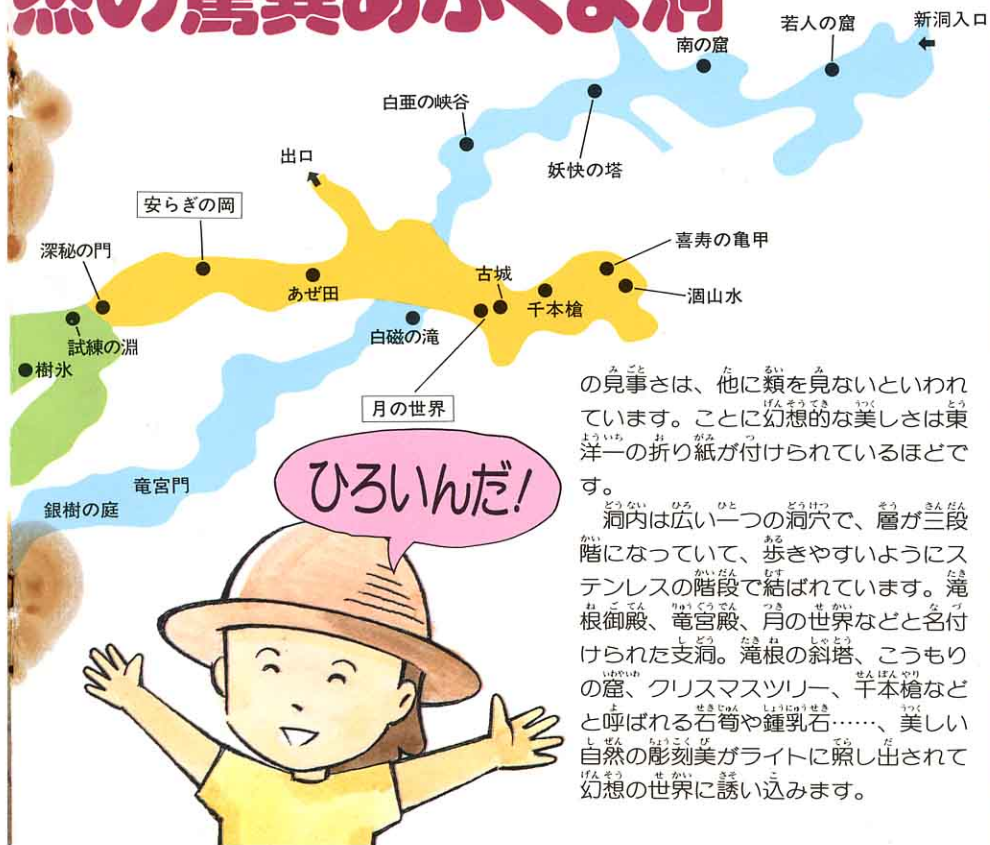 然の驚異あぶくま洞
新洞入口
若人の窟
南の窟
白亜の峡谷
妖怪の塔
出口
安らぎの岡
深秘の門
喜寿の亀甲
古城
あぜ田
千本槍
涸山水
試練の淵
白磁の滝
樹氷
月の世界
竜宮門
銀樹の庭
ひろいんだ!
の見事さは、他に類を見ないといわれ
ています。ことに幻想的な美しさは東
洋一の折り紙が付けられているほどで
す。
洞内は広い一つの洞穴で、層が三段
階になっていて、歩きやすいようにス
テンレスの階段で結ばれています。滝
根御殿、竜宮殿、月の世界などと名付
けられた支洞。滝根の斜塔、こうもり
の窟、クリスマスツリー、千本槍など
と呼ばれる石筍や鍾乳石……、美しい
自然の彫刻美がライトに照し出されて
幻想の世界に誘い込みます。